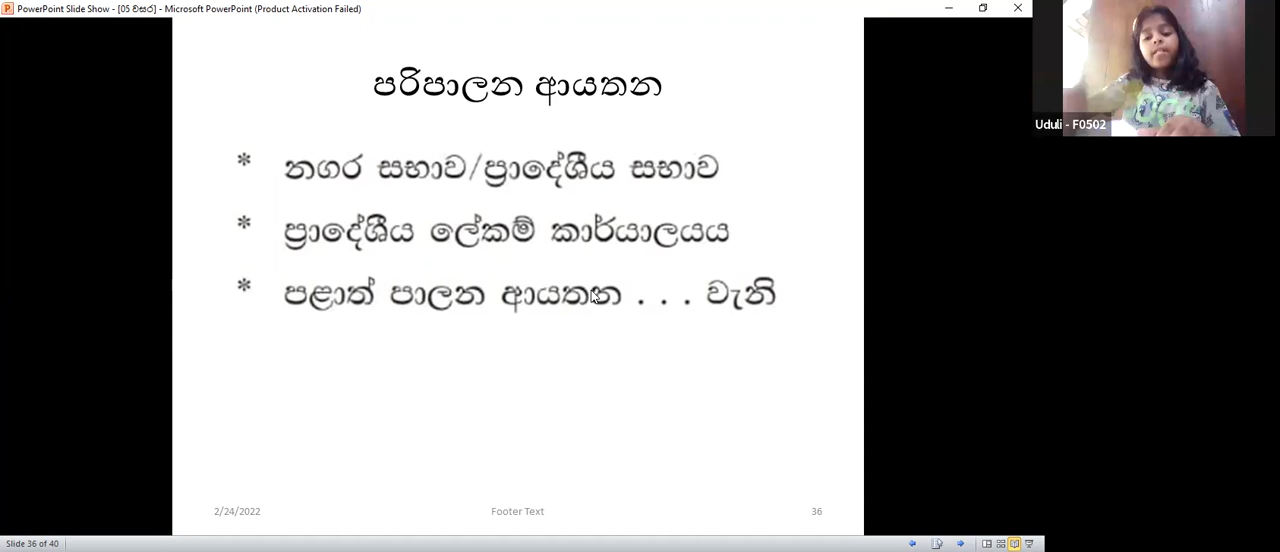 PowerPoint Slide Show - [05 වසර] - Microsoft PowerPoint (Product Activation Failed)
Uduli - F0502
පරිපාලන ආයතන
* නගර සභාව/ප්‍රාදේශීය සභාව
* ප්‍රාදේශීය ලේකම් කාර්යාලයය
* පළාත් පාලන ආයතන . . . වැනි
2/24/2022 Footer Text 36
Slide 36 of 40